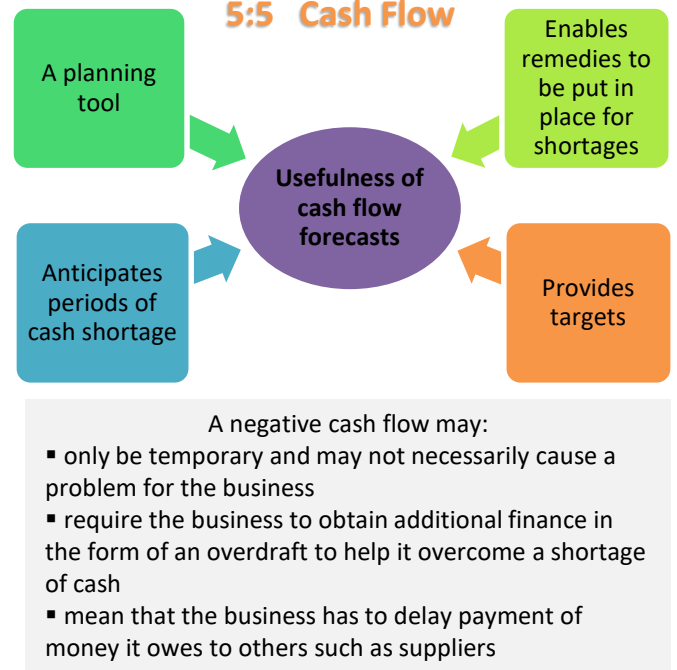 5:5 Cash Flow
A planning
tool
Enables
remedies to
be put in
place for
shortages
Usefulness of
cash flow
forecasts
Anticipates
periods of
cash shortage
Provides
targets
A negative cash flow may:
▪ only be temporary and may not necessarily cause a
problem for the business
▪ require the business to obtain additional finance in
the form of an overdraft to help it overcome a shortage
of cash
▪ mean that the business has to delay payment of
money it owes to others such as suppliers